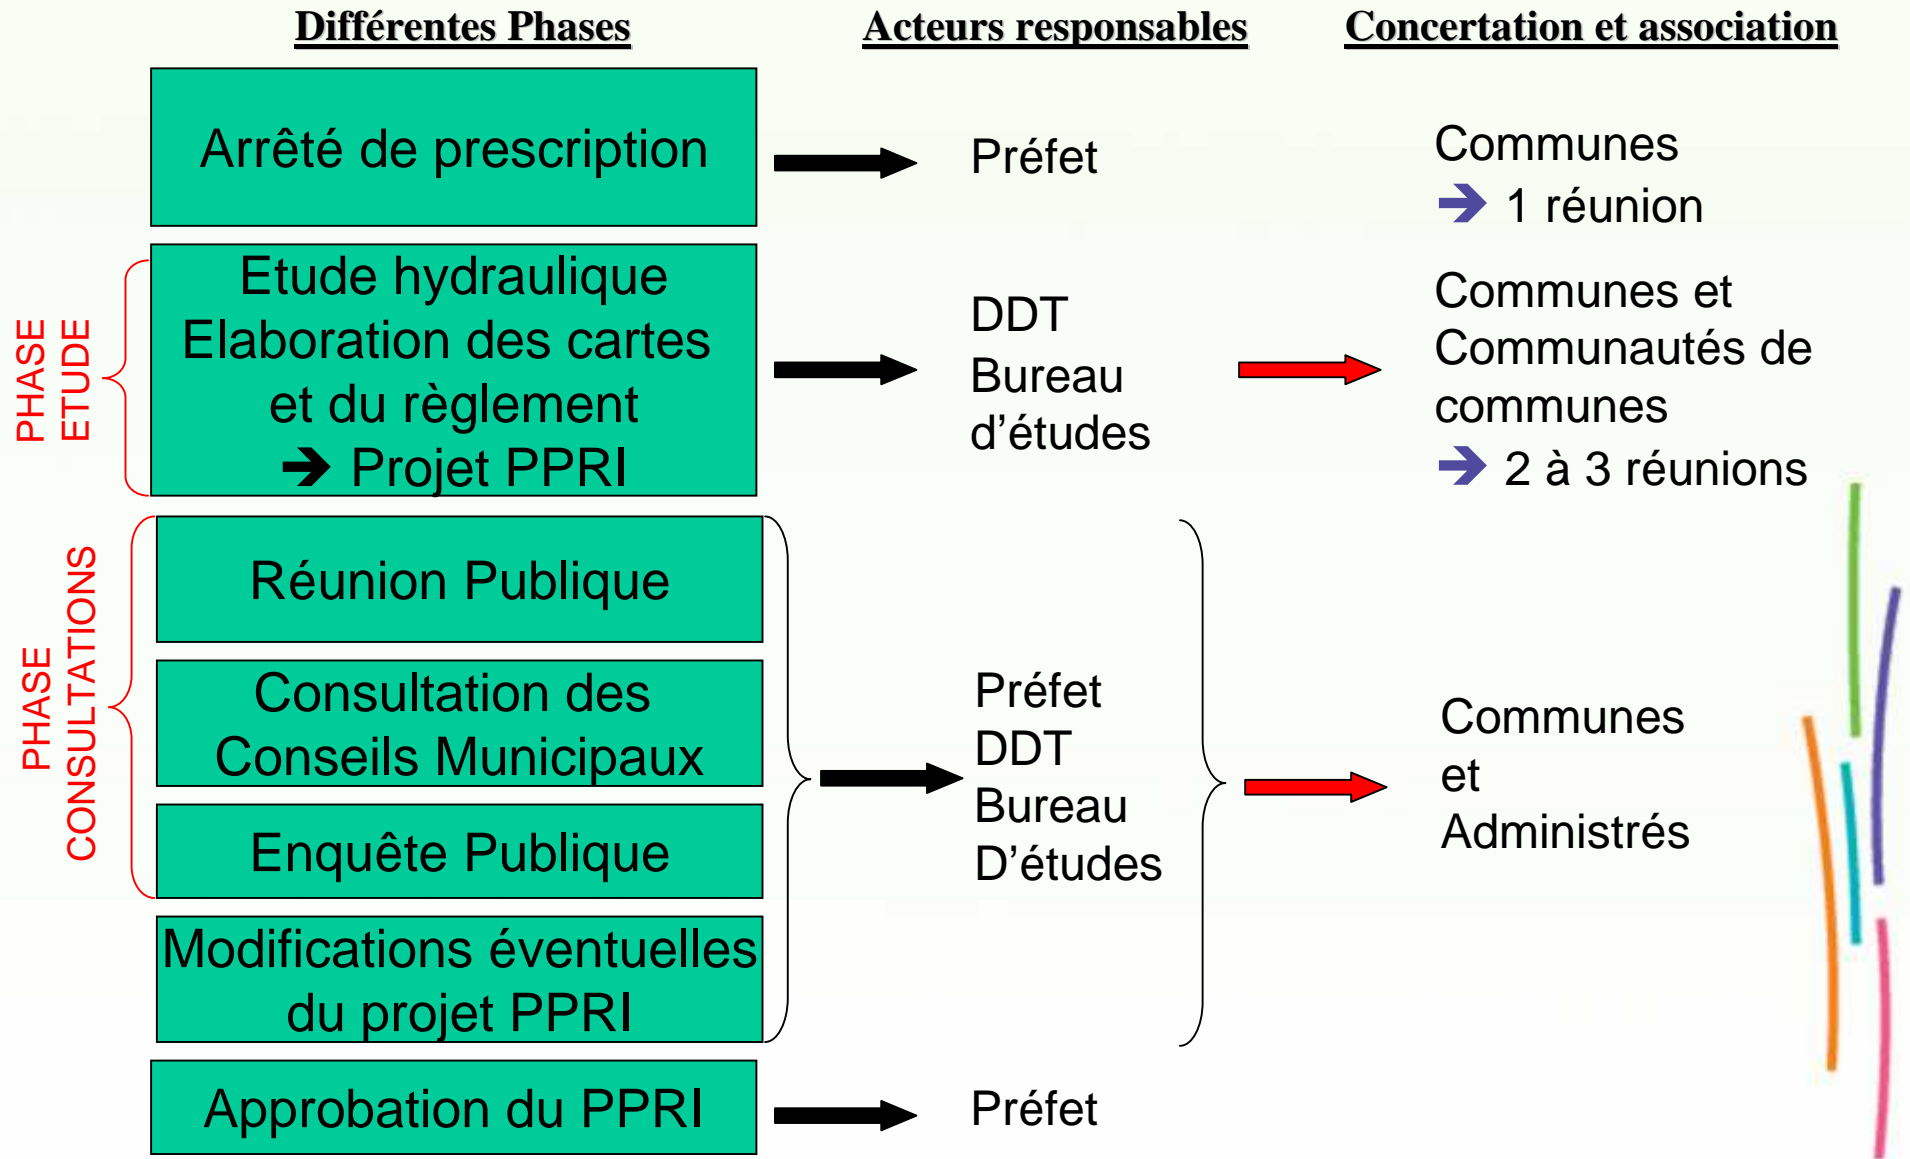 Différentes Phases
Acteurs responsables
Concertation et association
Arrêté de prescription
Préfet
Communes
➔ 1 réunion
PHASE
ETUDE
Etude hydraulique
Elaboration des cartes
et du règlement
➔ Projet PPRI
DDT
Bureau
d’études
Communes et
Communautés de
communes
➔ 2 à 3 réunions
PHASE
CONSULTATIONS
Réunion Publique
Consultation des
Conseils Municipaux
Enquête Publique
Modifications éventuelles
du projet PPRI
Préfet
DDT
Bureau
D’études
Communes
et
Administrés
Approbation du PPRI
Préfet